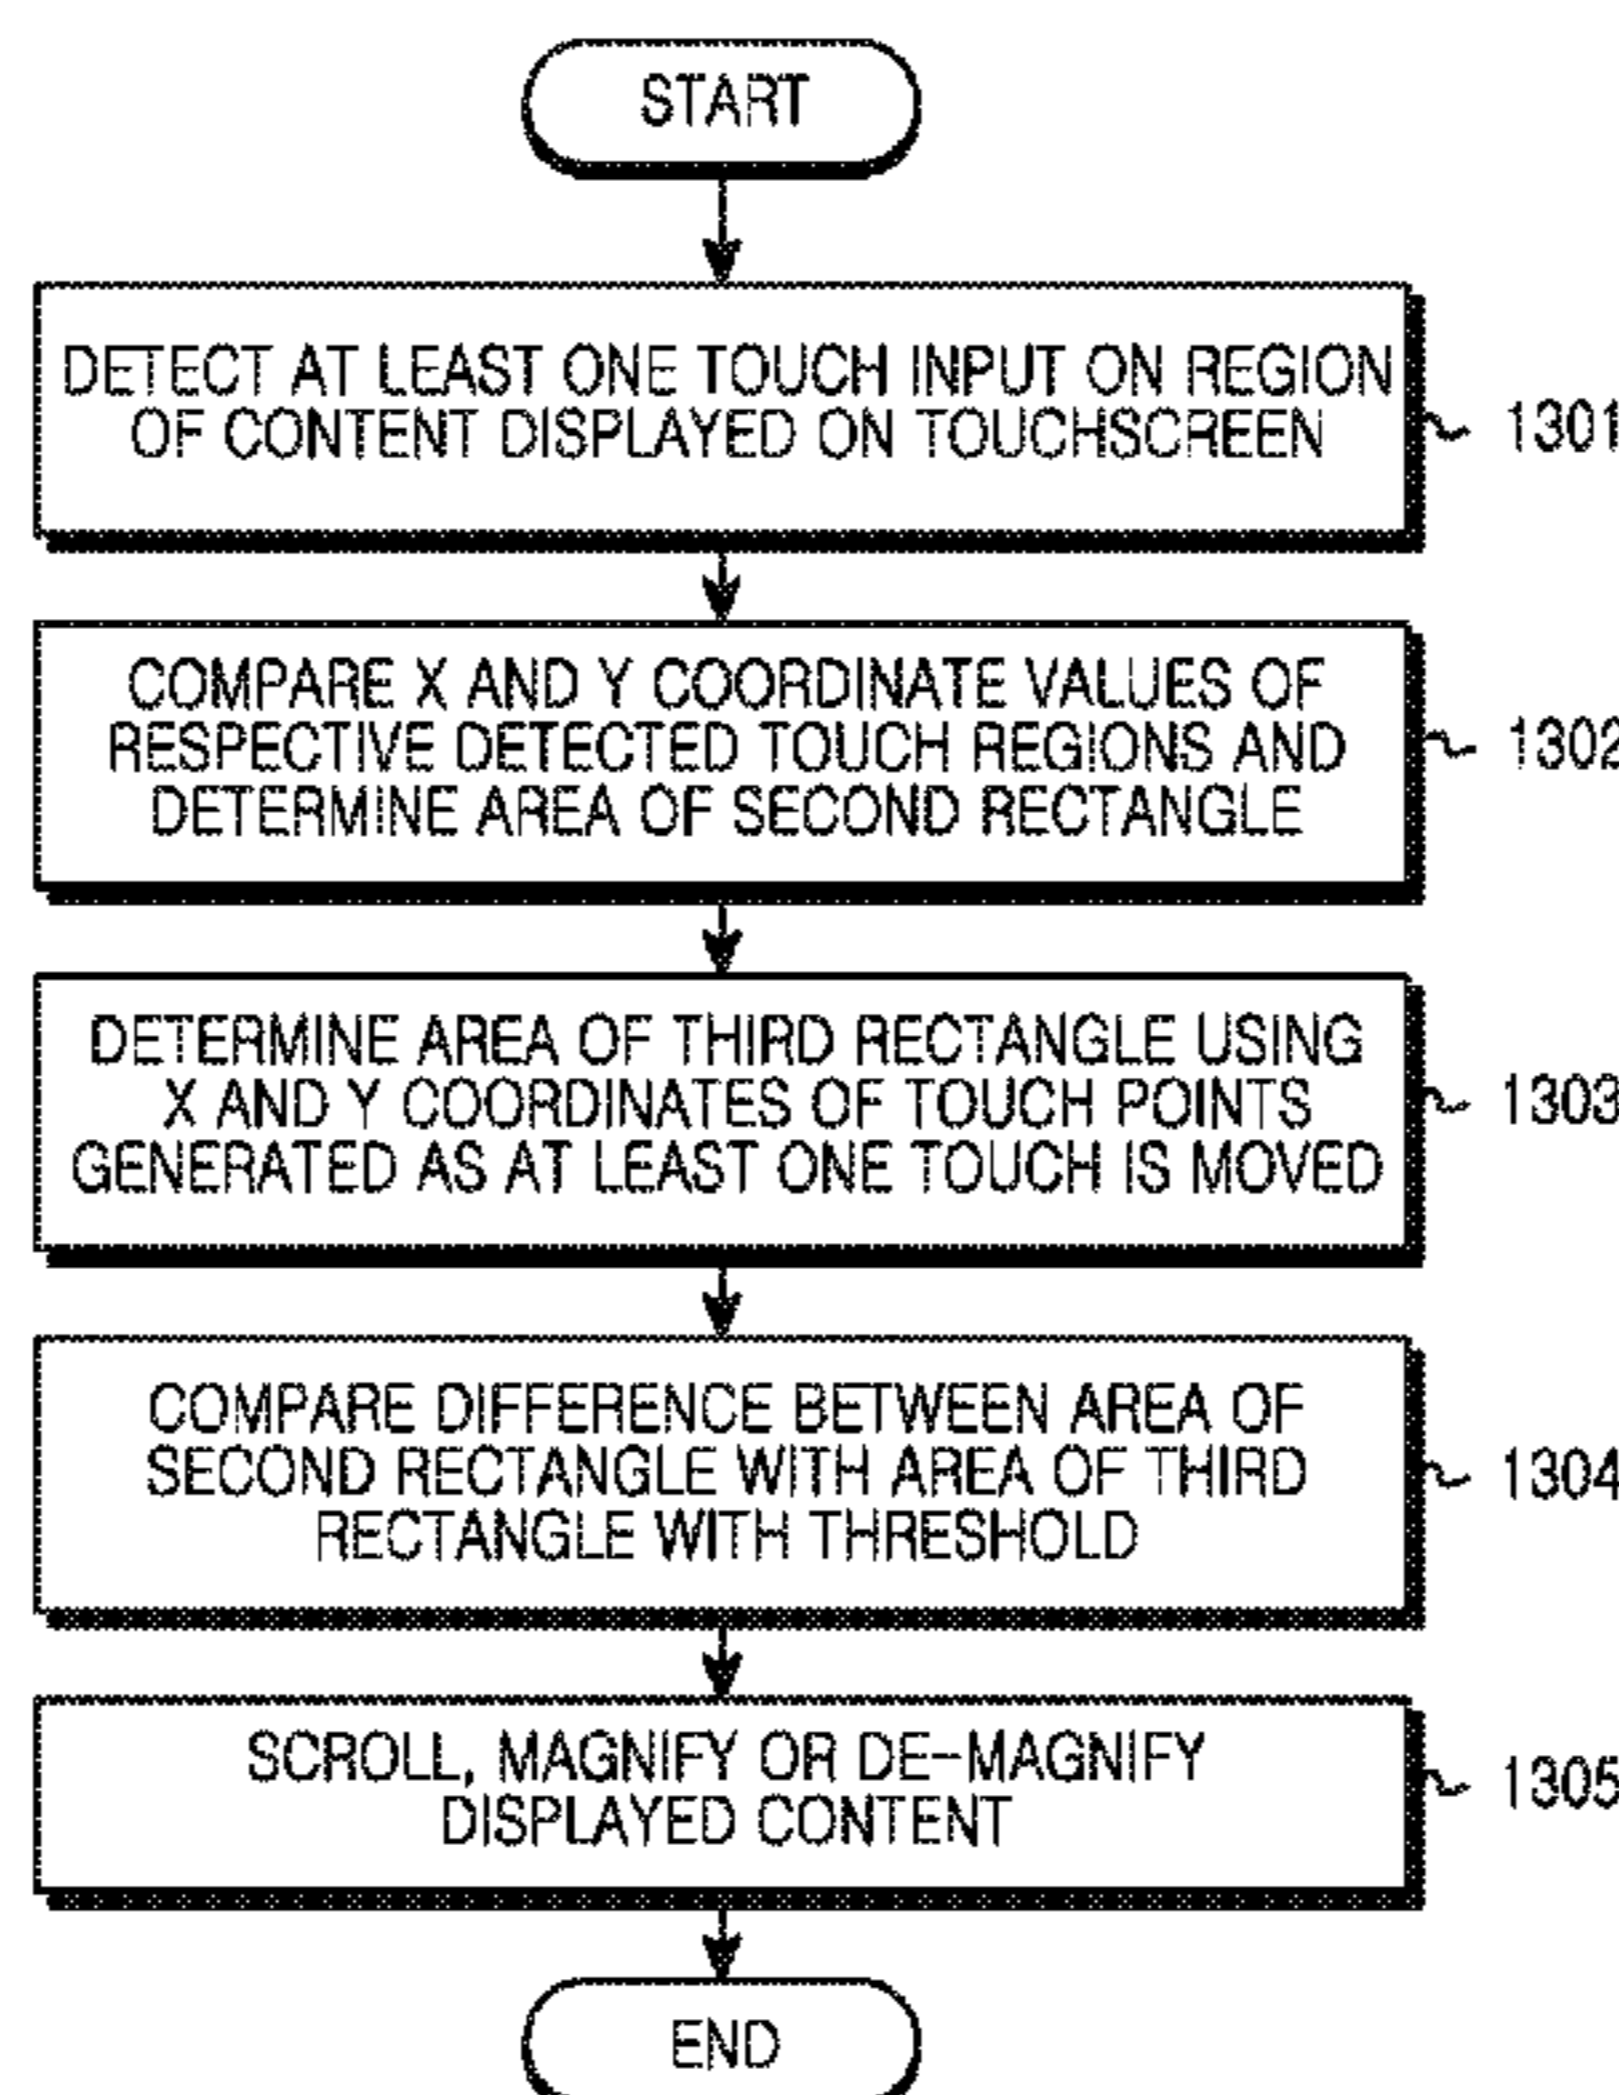 START
DETECT AT LEAST ONE TOUCH INPUT ON REGION
OF CONTENT DISPLAYED ON TOUCHSCREEN
1301
COMPARE X AND Y COORDINATE VALUES OF
RESPECTIVE DETECTED TOUCH REGIONS AND
DETERMINE AREA OF SECOND RECTANGLE
1302
DETERMINE AREA OF THIRD RECTANGLE USING
X AND Y COORDINATES OF TOUCH POINTS
GENERATED AS AT LEAST ONE TOUCH IS MOVED
1303
COMPARE DIFFERENCE BETWEEN AREA OF
SECOND RECTANGLE WITH AREA OF THIRD
RECTANGLE WITH THRESHOLD
1304
SCROLL, MAGNIFY OR DE-MAGNIFY
DISPLAYED CONTENT
1305
END